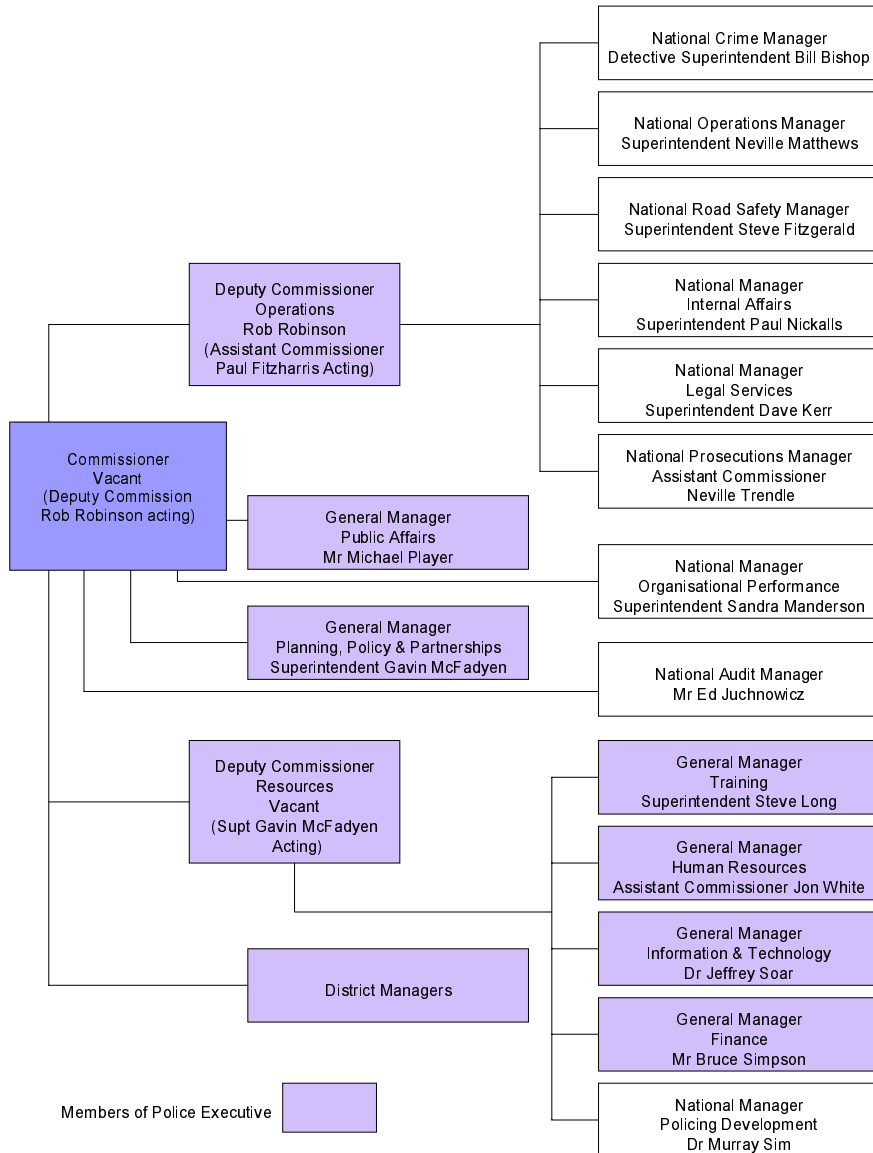 National Crime Manager
Detective Superintendent Bill Bishop
National Operations Manager
Superintendent Neville Matthews
National Road Safety Manager
Superintendent Steve Fitzgerald
Deputy Commissioner
Operations
Rob Robinson
(Assistant Commissioner
Paul Fitzharris Acting)
National Manager
Internal Affairs
Superintendent Paul Nickalls
National Manager
Legal Services
Superintendent Dave Kerr
National Prosecutions Manager
Assistant Commissioner
Neville Trendle
Commissioner
Vacant
(Deputy Commission
Rob Robinson acting)
General Manager
Public Affairs
Mr Michael Player
National Manager
Organisational Performance
Superintendent Sandra Manderson
General Manager
Planning, Policy & Partnerships
Superintendent Gavin McFadyen
National Audit Manager
Mr Ed Juchnowicz
Deputy Commissioner
Resources
Vacant
(Supt Gavin McFadyen
Acting)
General Manager
Training
Superintendent Steve Long
General Manager
Human Resources
Assistant Commissioner Jon White
General Manager
Information & Technology
Dr Jeffrey Soar
District Managers
General Manager
Finance
Mr Bruce Simpson
National Manager
Policing Development
Dr Murray Sim
Members of Police Executive